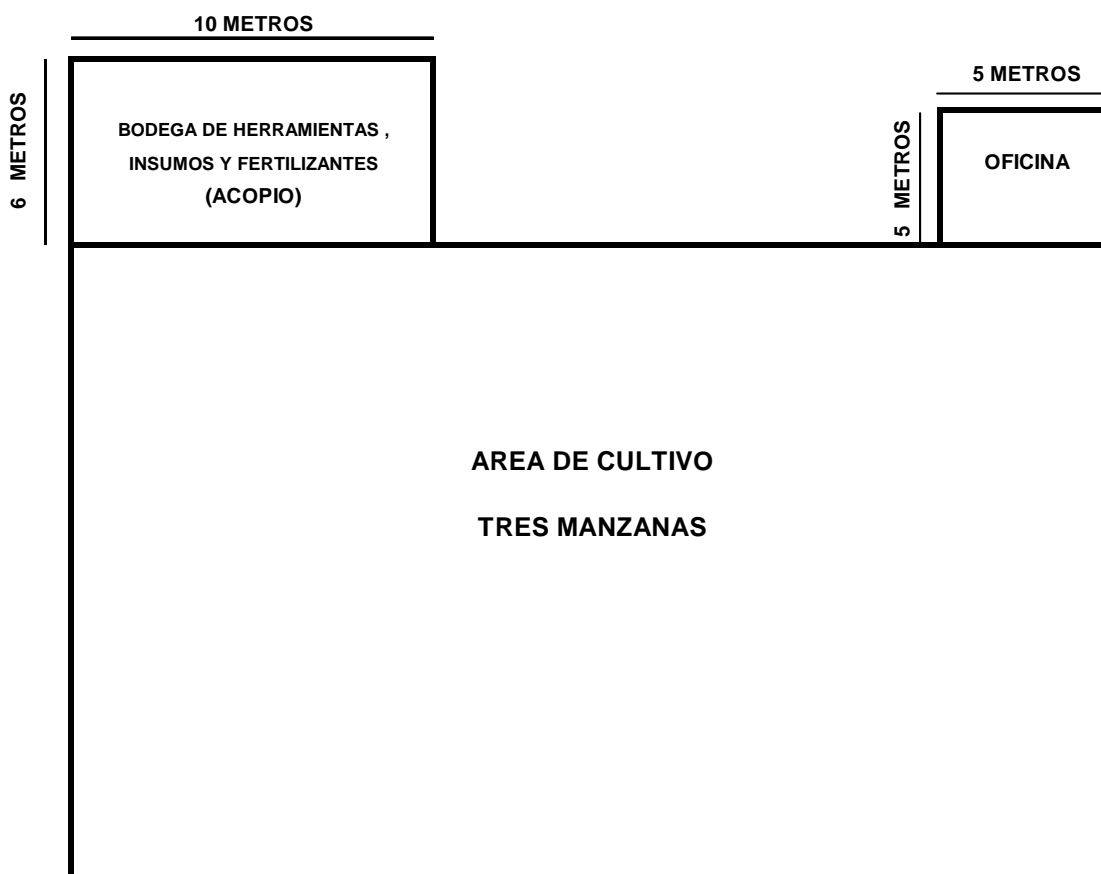 10 METROS
5 METROS
6 METROS
BODEGA DE HERRAMIENTAS ,
INSUMOS Y FERTILIZANTES
(ACOPIO)
5 METROS
OFICINA
AREA DE CULTIVO
TRES MANZANAS